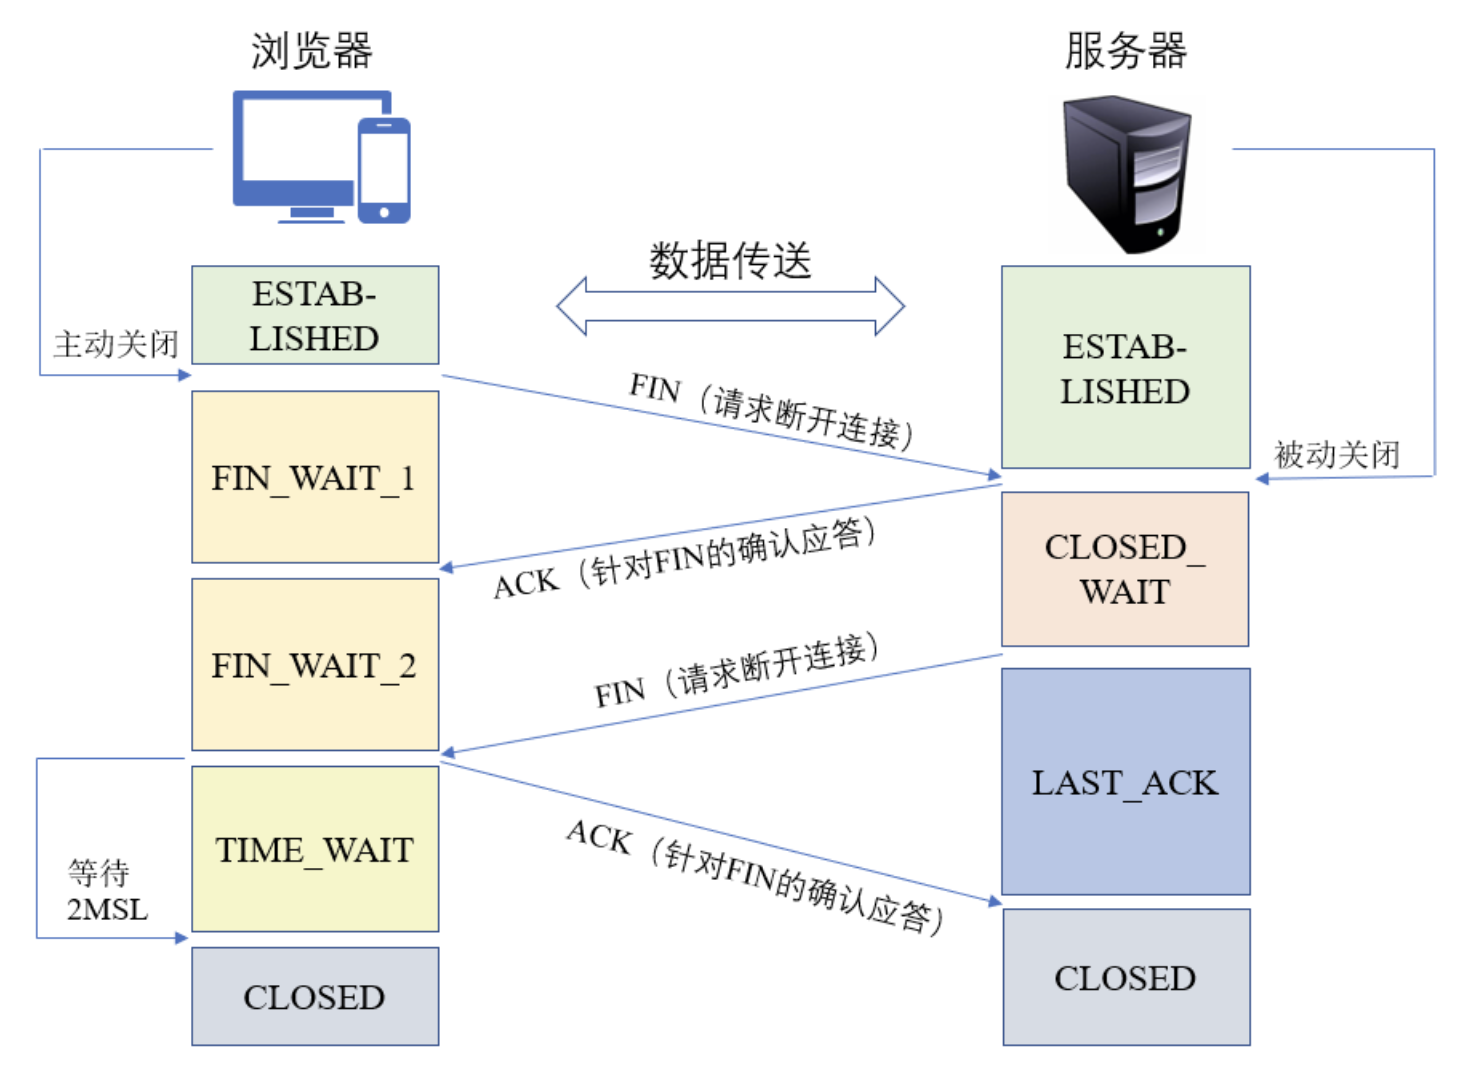 浏览器
服务器
数据传送
ESTAB-
LISHED
ESTAB-
LISHED
主动关闭
FIN（请求断开连接）
被动关闭
FIN_WAIT_1
ACK（针对FIN的确认应答）
CLOSED_
WAIT
FIN_WAIT_2
FIN（请求断开连接）
LAST_ACK
TIME_WAIT
ACK（针对FIN的确认应答）
等待
2MSL
CLOSED
CLOSED